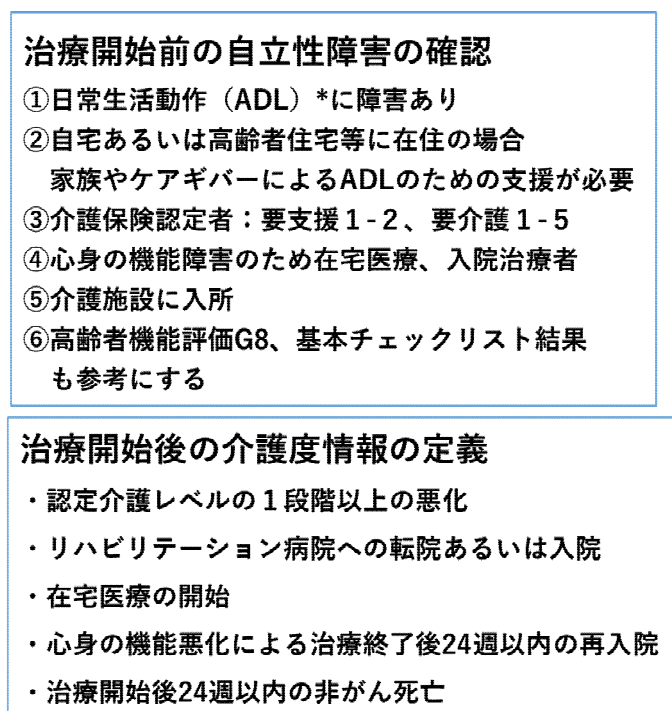 治療開始前の自立性障害の確認
①日常生活動作（ADL）*に障害あり
②自宅あるいは高齢者住宅等に在住の場合
家族やケアギバーによるADLのための支援が必要
③介護保険認定者：要支援１-２、要介護１-５
④心身の機能障害のため在宅医療、入院治療者
⑤介護施設に入所
⑥高齢者機能評価G8、基本チェックリスト結果
も参考にする
治療開始後の介護度情報の定義
・認定介護レベルの１段階以上の悪化
・リハビリテーション病院への転院あるいは入院
・在宅医療の開始
・心身の機能悪化による治療終了後24週以内の再入院
・治療開始後24週以内の非がん死亡